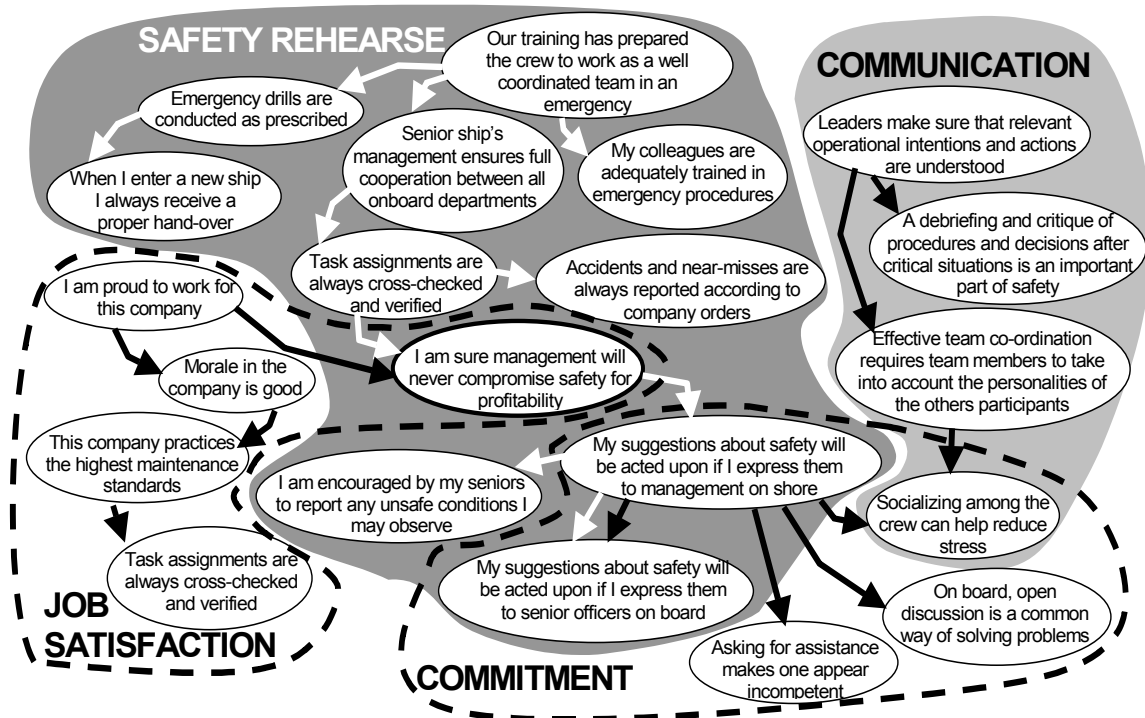 SAFETY REHEARSE
Our training has prepared
the crew to work as a well
coordinated team in an
emergency
Emergency drills are
conducted as prescribed
Senior ship's
management ensures full
cooperation between all
onboard departments
My colleagues are
adequately trained in
emergency procedures
When I enter a new ship
I always receive a
proper hand-over
Task assignments are
always cross-checked
and verified
Accidents and near-misses are
always reported according to
company orders
COMMUNICATION
Leaders make sure that relevant
operational intentions and actions
are understood
A debriefing and critique of
procedures and decisions after
critical situations is an important
part of safety
Effective team co-ordination
requires team members to take
into account the personalities of
the others participants
Socializing among the
crew can help reduce
stress
I am proud to work for
this company
Morale in the
company is good
I am sure management will
never compromise safety for
profitability
This company practices
the highest maintenance
standards
Task assignments are
always cross-checked
and verified
JOB
SATISFACTION
My suggestions about safety will
be acted upon if I express them
to management on shore
I am encouraged by my seniors
to report any unsafe conditions I
may observe
My suggestions about safety will
be acted upon if I express them
to senior officers on board
On board, open
discussion is a common
way of solving problems
Asking for assistance
makes one appear
incompetent
COMMITMENT